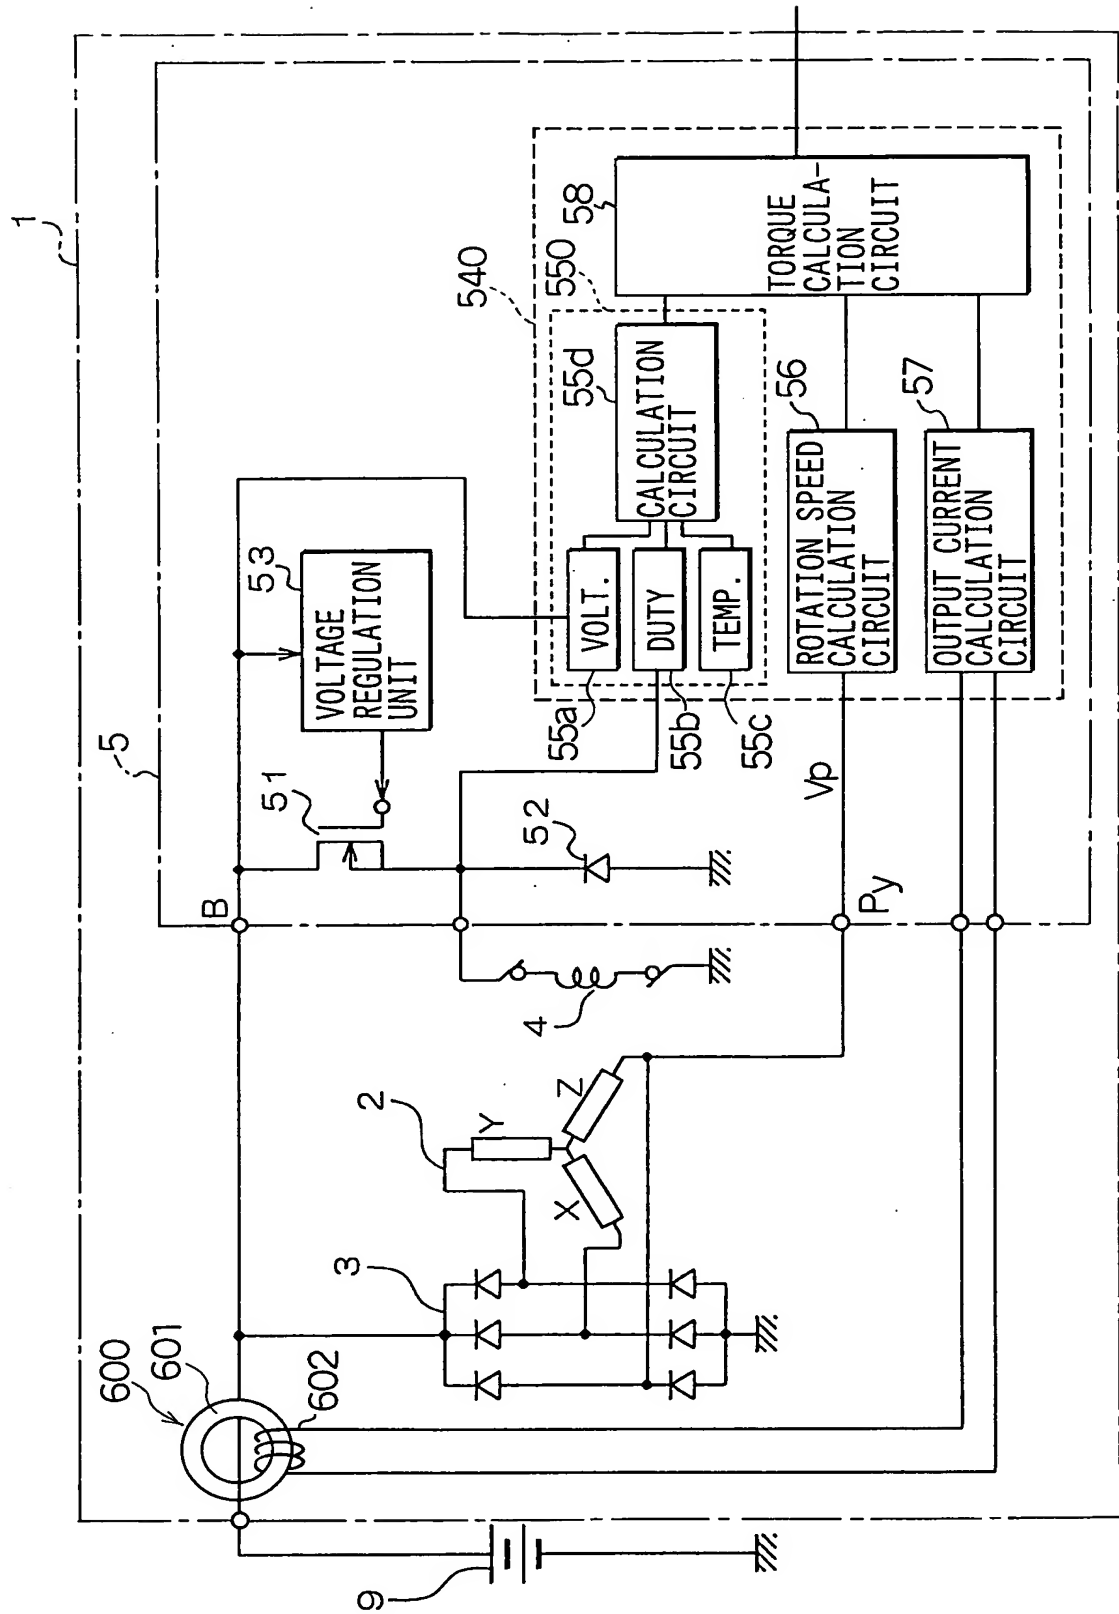 1
5
B
51
53
VOLTAGE
REGULATION
UNIT
52
540
550
55a
VOLT.
55b
DUTY
55c
TEMP.
55d
CALCULATION
CIRCUIT
58
TORQUE
CALCULA-
TION
CIRCUIT
56
ROTATION SPEED
CALCULATION
CIRCUIT
57
OUTPUT CURRENT
CALCULATION
CIRCUIT
Vp
Py
4
2
Y
Z
X
3
600
601
602
9